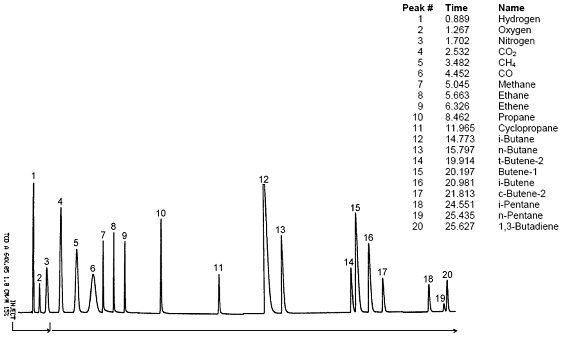 Peak # Time Name
1 0.889 Hydrogen
2 1.267 Oxygen
3 1.702 Nitrogen
4 2.532 CO₂
5 3.482 CH₄
6 4.452 CO
7 5.045 Methane
8 5.663 Ethane
9 6.326 Ethene
10 8.462 Propane
11 11.965 Cyclopropane
12 14.773 i-Butane
13 15.797 n-Butane
14 19.914 t-Butene-2
15 20.197 Butene-1
16 20.981 i-Butene
17 21.813 c-Butene-2
18 24.551 i-Pentane
19 25.435 n-Pentane
20 25.627 1,3-Butadiene
1
2
3
4
5
6
7
8
9
10
11
12
13
14
15
16
17
18
19
20
INJECT